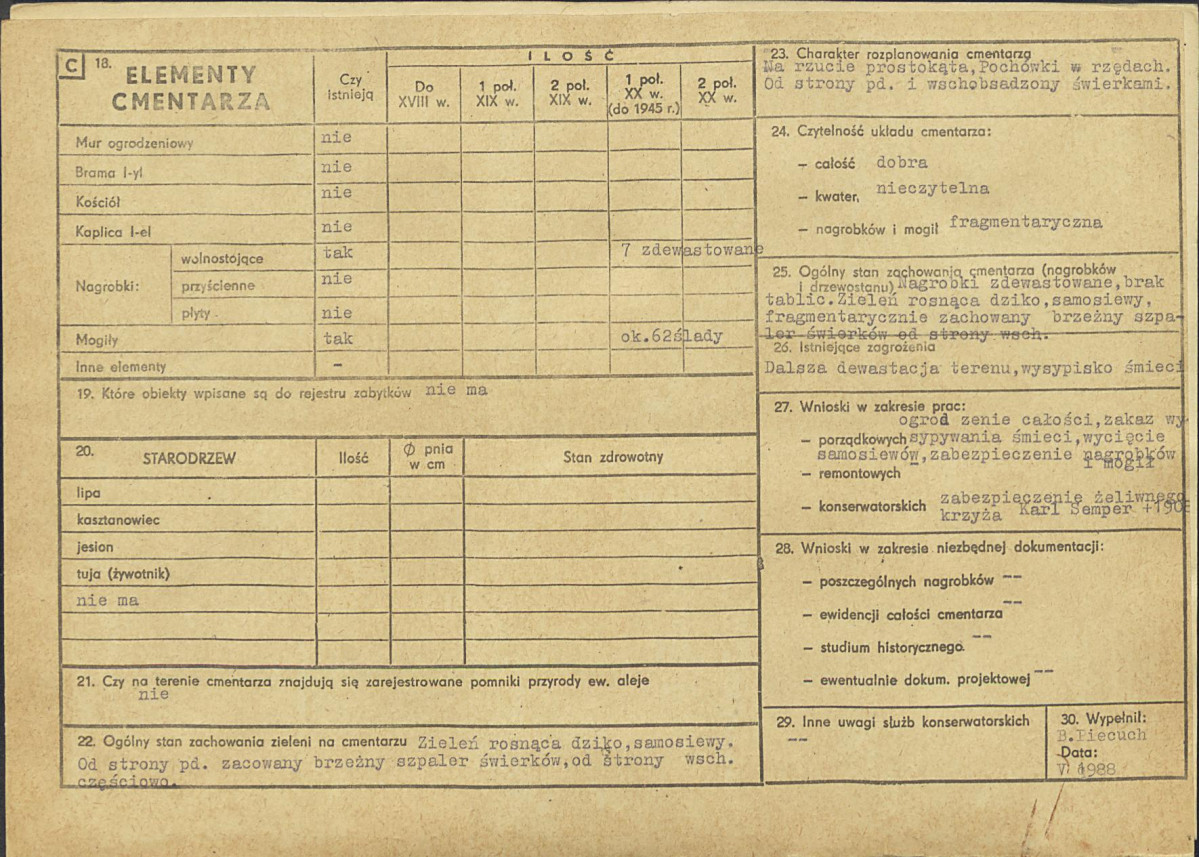 C 18. ELEMENTY
CMENTARZA
Czy
istnieją
I L O Ś Ć
Do
XVIII w.
1 poł.
XIX w.
2 poł.
XIX w.
1 poł.
XX w.
(do 1945 r.)
2 poł.
XX w.
Mur ogrodzeniowy nie
Brama l-yl nie
Kościół nie
Kaplica l-el nie
Nagrobki:
wolnostojące tak 7 zdewastowane
przyścienne nie
płyty nie
Mogiły tak ok.62ślady
Inne elementy –
19. Które obiekty wpisane są do rejestru zabytków nie ma
20. STARODRZEW Ilość Ø pnia
w cm Stan zdrowotny
lipa
kasztanowiec
jesion
tuja (żywotnik)
nie ma
21. Czy na terenie cmentarza znajdują się zarejestrowane pomniki przyrody ew. aleje
nie
22. Ogólny stan zachowania zieleni na cmentarzu Zieleń rosnąca dziko,samosiewy.
Od strony pd. zacowany brzeżny szpaler świerków,od strony wsch.
częściowo.
23. Charakter rozplanowania cmentarza
Na rzucie prostokąta,Pochówki w rzędach.
Od strony pd. i wschobsadzony świerkami.
24. Czytelność układu cmentarza:
– całość dobra
– kwater, nieczytelna
– nagrobków i mogił fragmentaryczna
25. Ogólny stan zachowania cmentarza (nagrobków
i drzewostanu) Nagrobki zdewastowane,brak
tablic.Zieleń rosnąca dziko,samosiewy,
fragmentarycznie zachowany brzeżny szpa-
ler świerków od strony wsch.
26. Istniejące zagrożenia
Dalsza dewastacja terenu,wysypisko śmieci
27. Wnioski w zakresie prac:
ogrod zenie całości,zakaz wy-
– porządkowych sypywania śmieci,wycięcie
samosiewów,zabezpieczenie nagrobków
i mogił
– remontowych –
– konserwatorskich zabezpieczenie żeliwnego
krzyża Karl Semper +190
28. Wnioski w zakresie niezbędnej dokumentacji:
– poszczególnych nagrobków --
– ewidencji całości cmentarza --
– studium historycznego. --
– ewentualnie dokum. projektowej --
29. Inne uwagi służb konserwatorskich
--
30. Wypełnił:
B.Piecuch
Data:
1988